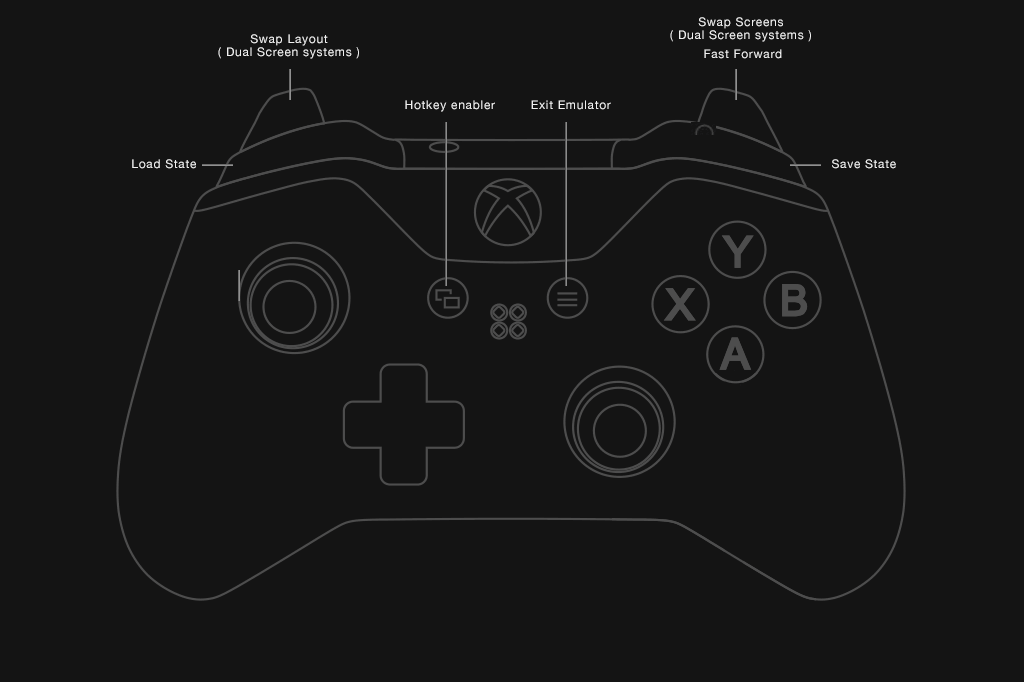 Swap Screens
( Dual Screen systems )
Fast Forward
Swap Layout
( Dual Screen systems )
Hotkey enabler
Exit Emulator
Load State
Save State
Y
X
B
A